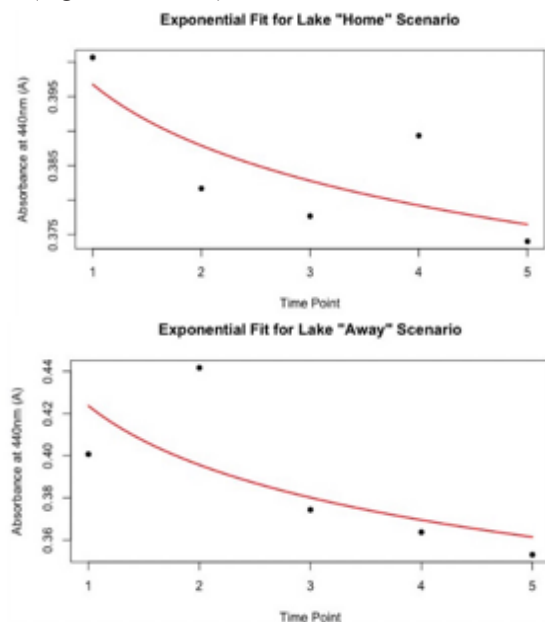 Exponential Fit for Lake "Home" Scenario
Absorbance at 440nm (A)
0.395
0.385
0.375
1 2 3 4 5
Time Point
Exponential Fit for Lake "Away" Scenario
Absorbance at 440nm (A)
0.44
0.42
0.40
0.38
0.36
1 2 3 4 5
Time Point